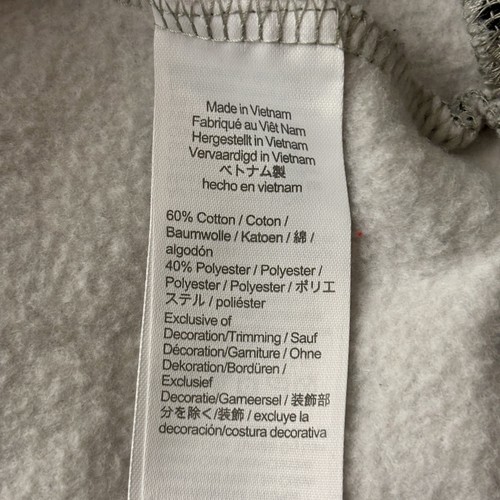 Made in Vietnam
Fabriqué au Viêt Nam
Hergestellt in Vietnam
Vervaardigd in Vietnam
ベトナム製
hecho en vietnam
60% Cotton / Coton /
Baumwolle / Katoen / 綿 /
algodón
40% Polyester / Polyester /
Polyester / Polyester / ポリエ
ステル / poliéster
Exclusive of
Decoration/Trimming / Sauf
Décoration/Garniture / Ohne
Dekoration/Bordüren /
Exclusief
Decoratie/Gameersel / 装飾部
分を除く/装飾 / excluye la
decoración/costura decorativa